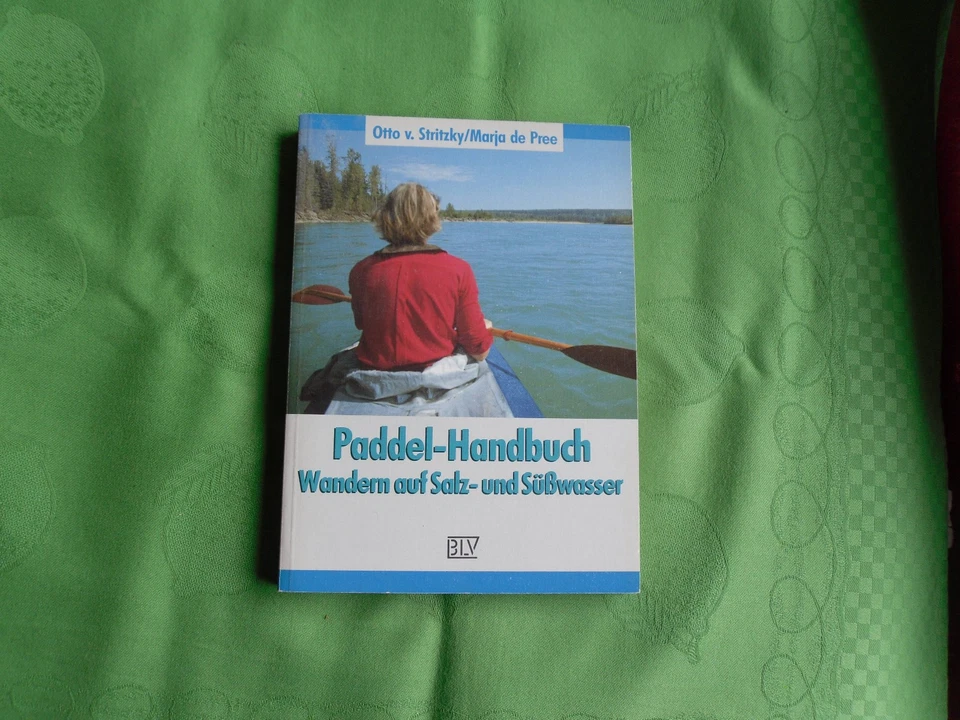 Otto v. Stritzky/Marja de Pree
Paddel-Handbuch
Wandern auf Salz- und Süßwasser
BLV